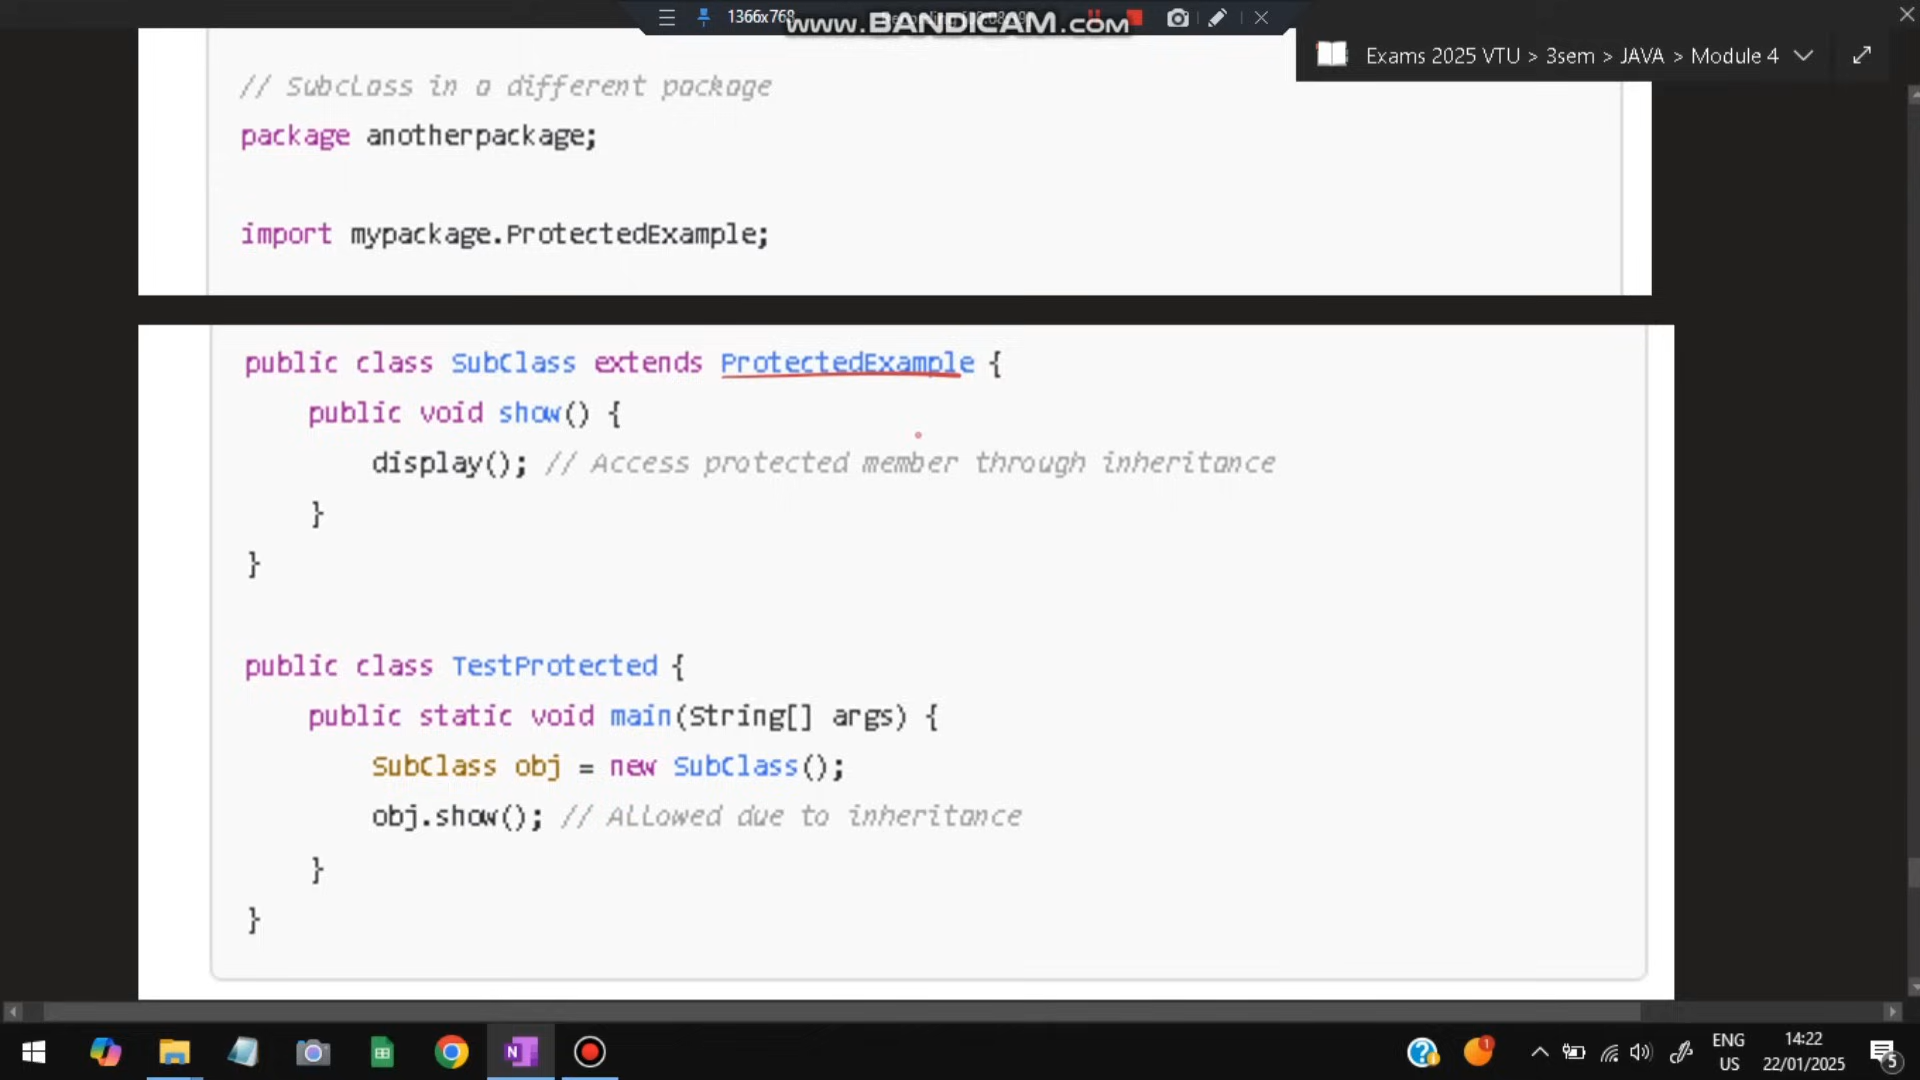 1366x768
www.BANDICAM.COM
Exams 2025 VTU > 3sem > JAVA > Module 4
// Subclass in a different package
package anotherpackage;
import mypackage.ProtectedExample;
public class SubClass extends ProtectedExample {
public void show() {
display(); // Access protected member through inheritance
}
}
public class TestProtected {
public static void main(String[] args) {
SubClass obj = new SubClass();
obj.show(); // Allowed due to inheritance
}
}
N
1
ENG
US
14:22
22/01/2025
5